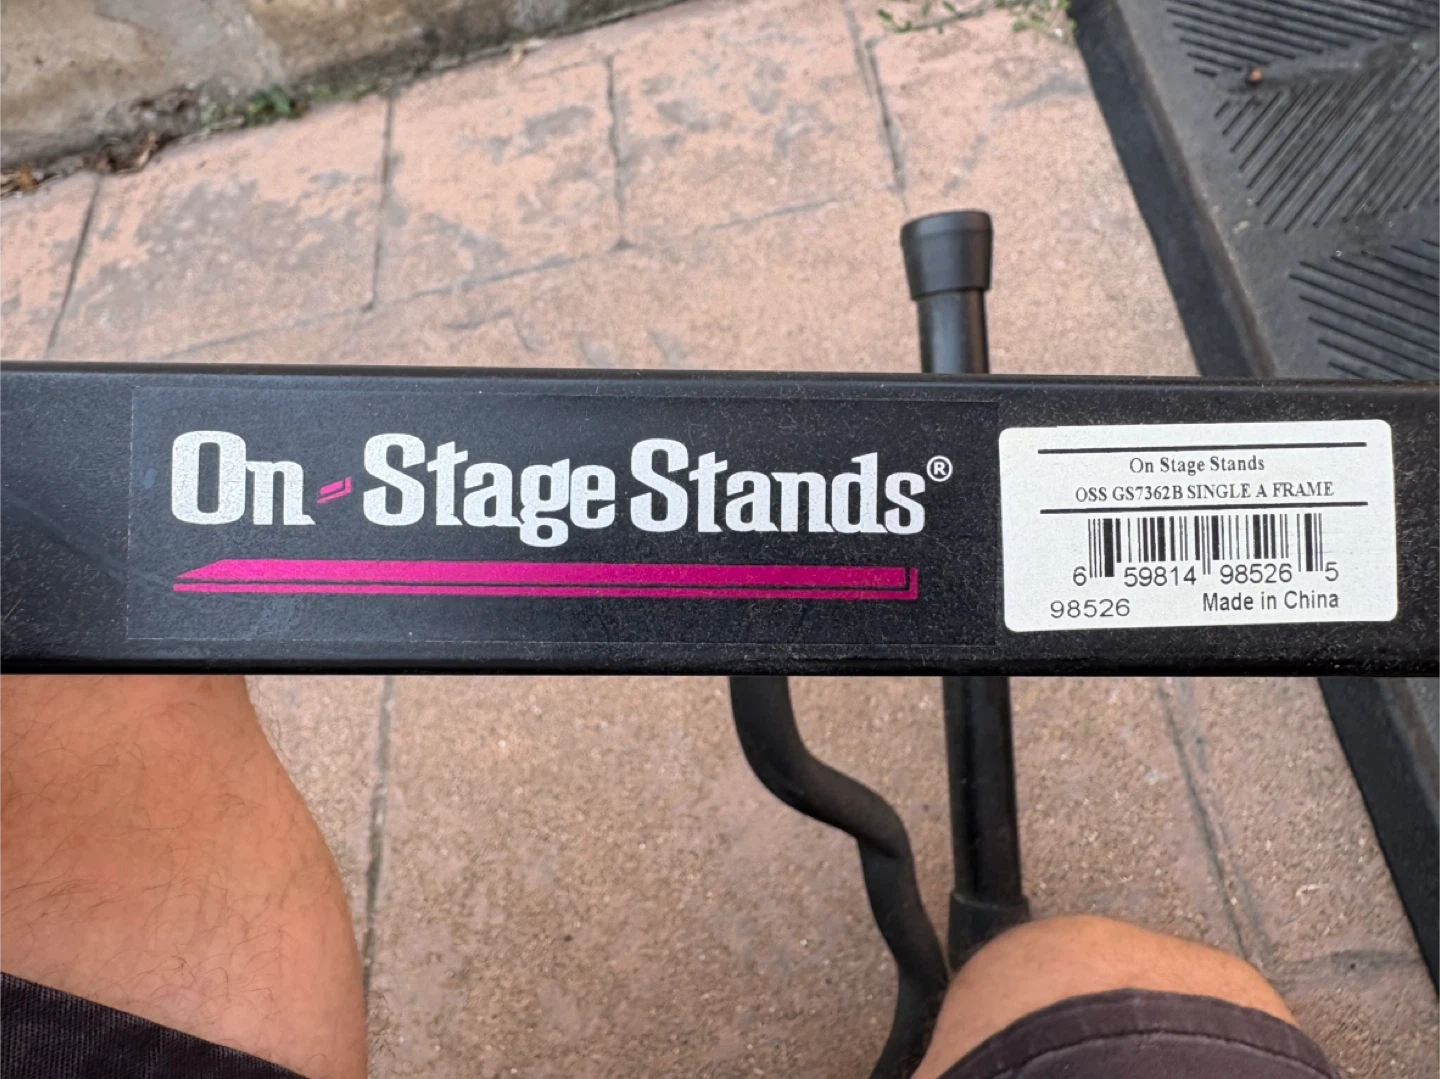 On-Stage Stands®
On Stage Stands
OSS GS7362B SINGLE A FRAME
6 59814 98526 5
98526 Made in China